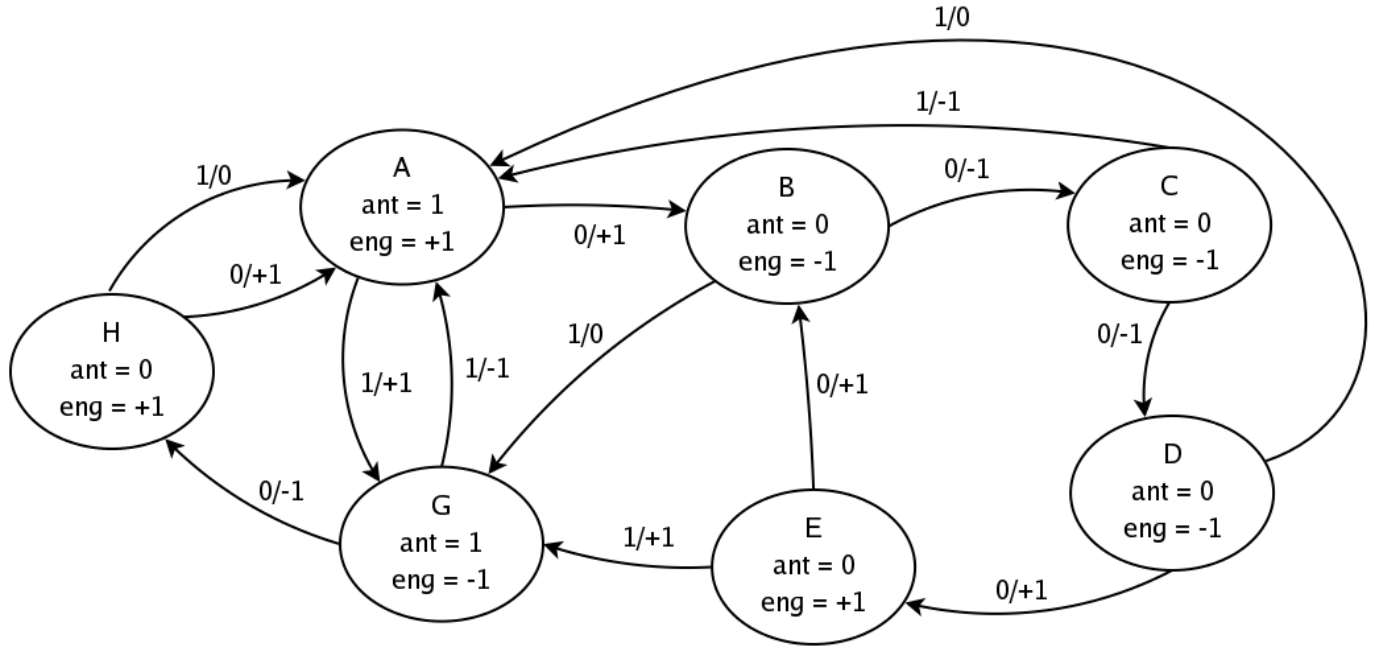 1/0
1/-1
A
ant = 1
eng = +1
B
ant = 0
eng = -1
C
ant = 0
eng = -1
1/0
0/-1
0/+1
0/+1
H
ant = 0
eng = +1
1/0
0/-1
1/+1
1/-1
0/+1
D
ant = 0
eng = -1
G
ant = 1
eng = -1
0/-1
1/+1
E
ant = 0
eng = +1
0/+1